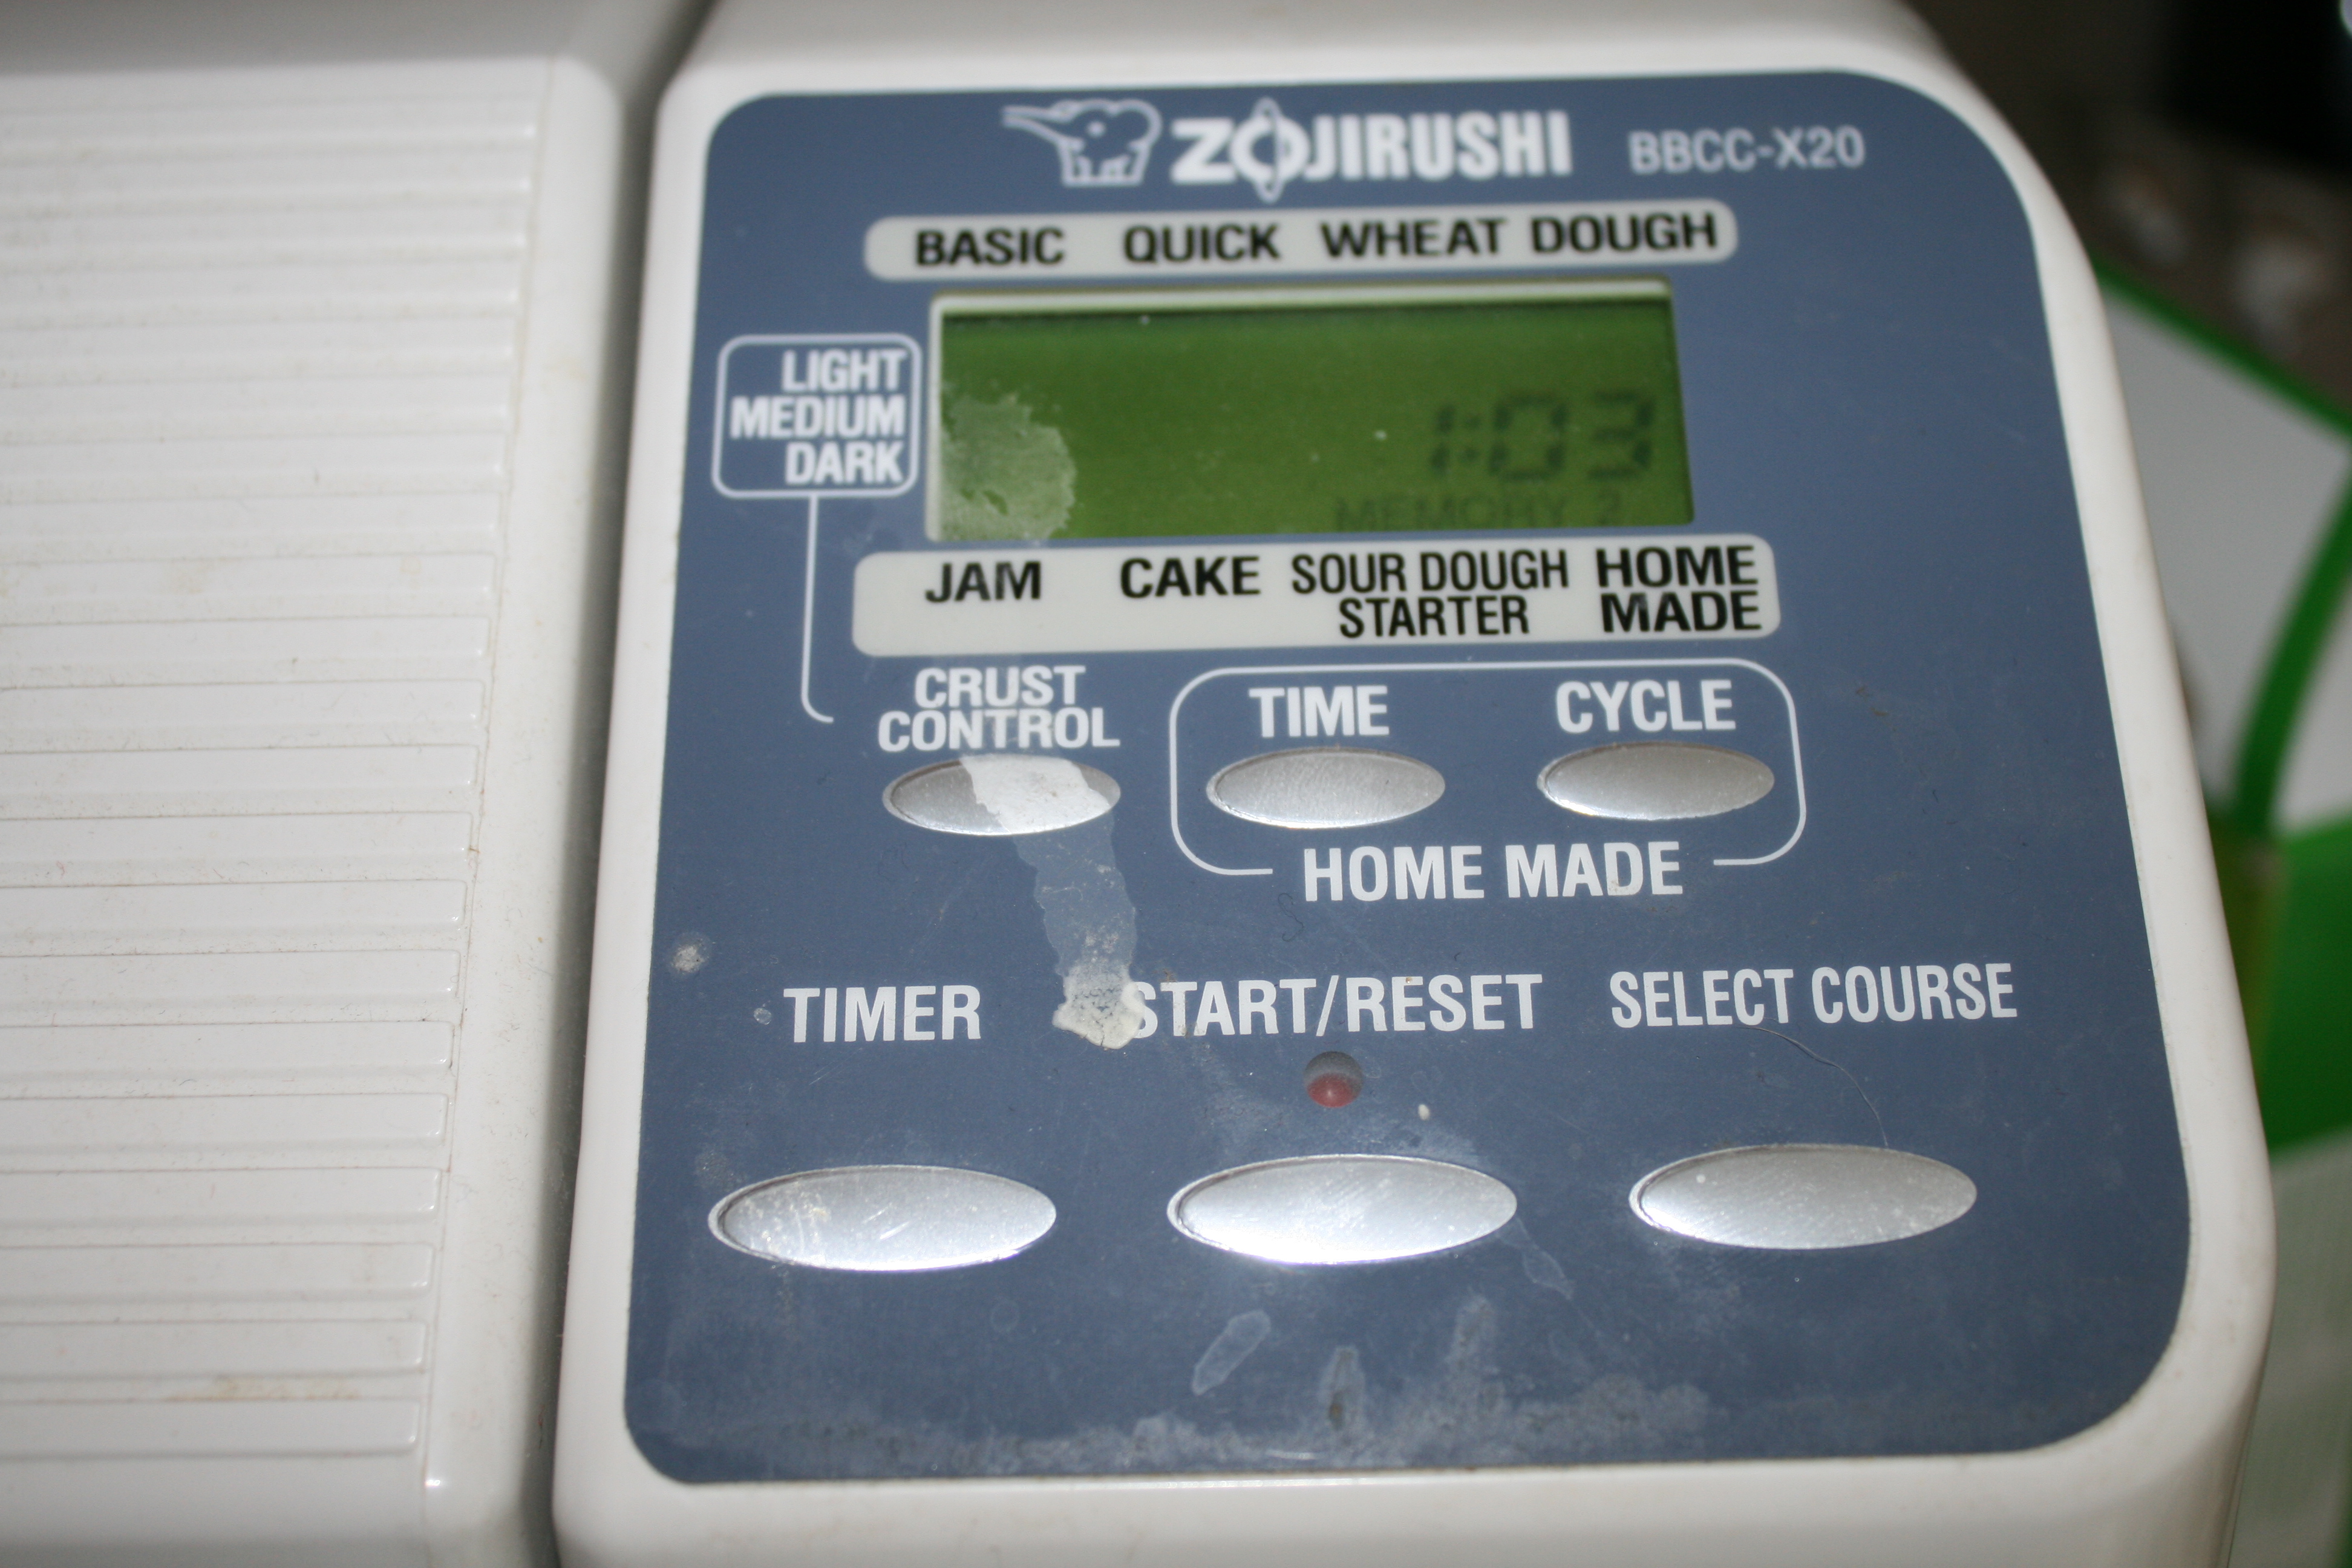 ZOJIRUSHI BBCC-X20
BASIC QUICK WHEAT DOUGH
LIGHT
MEDIUM
DARK
1:03
MEMORY 2
JAM CAKE SOUR DOUGH STARTER HOME MADE
CRUST CONTROL
TIME CYCLE
HOME MADE
TIMER START/RESET SELECT COURSE